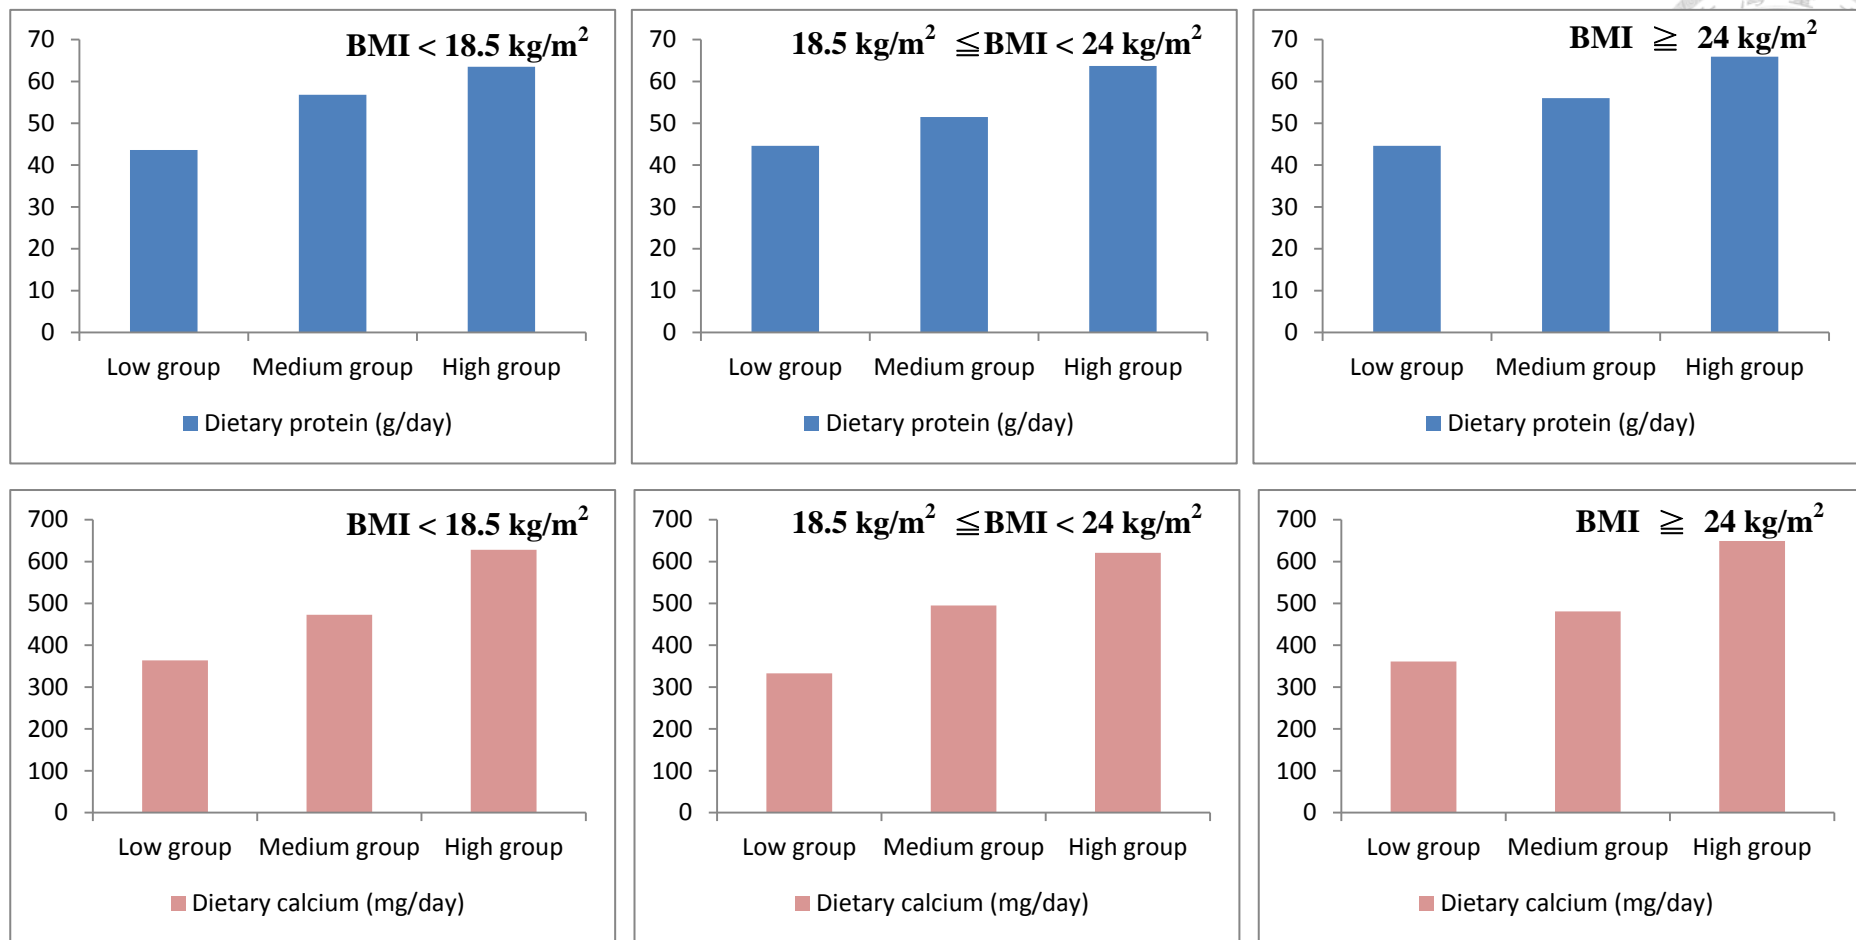 BMI < 18.5 kg/m²
70
60
50
40
30
20
10
0
Low group Medium group High group
Dietary protein (g/day)
18.5 kg/m² ≦BMI < 24 kg/m²
70
60
50
40
30
20
10
0
Low group Medium group High group
Dietary protein (g/day)
BMI ≧ 24 kg/m²
70
60
50
40
30
20
10
0
Low group Medium group High group
Dietary protein (g/day)
BMI < 18.5 kg/m²
700
600
500
400
300
200
100
0
Low group Medium group High group
Dietary calcium (mg/day)
18.5 kg/m² ≦BMI < 24 kg/m²
700
600
500
400
300
200
100
0
Low group Medium group High group
Dietary calcium (mg/day)
BMI ≧ 24 kg/m²
700
600
500
400
300
200
100
0
Low group Medium group High group
Dietary calcium (mg/day)